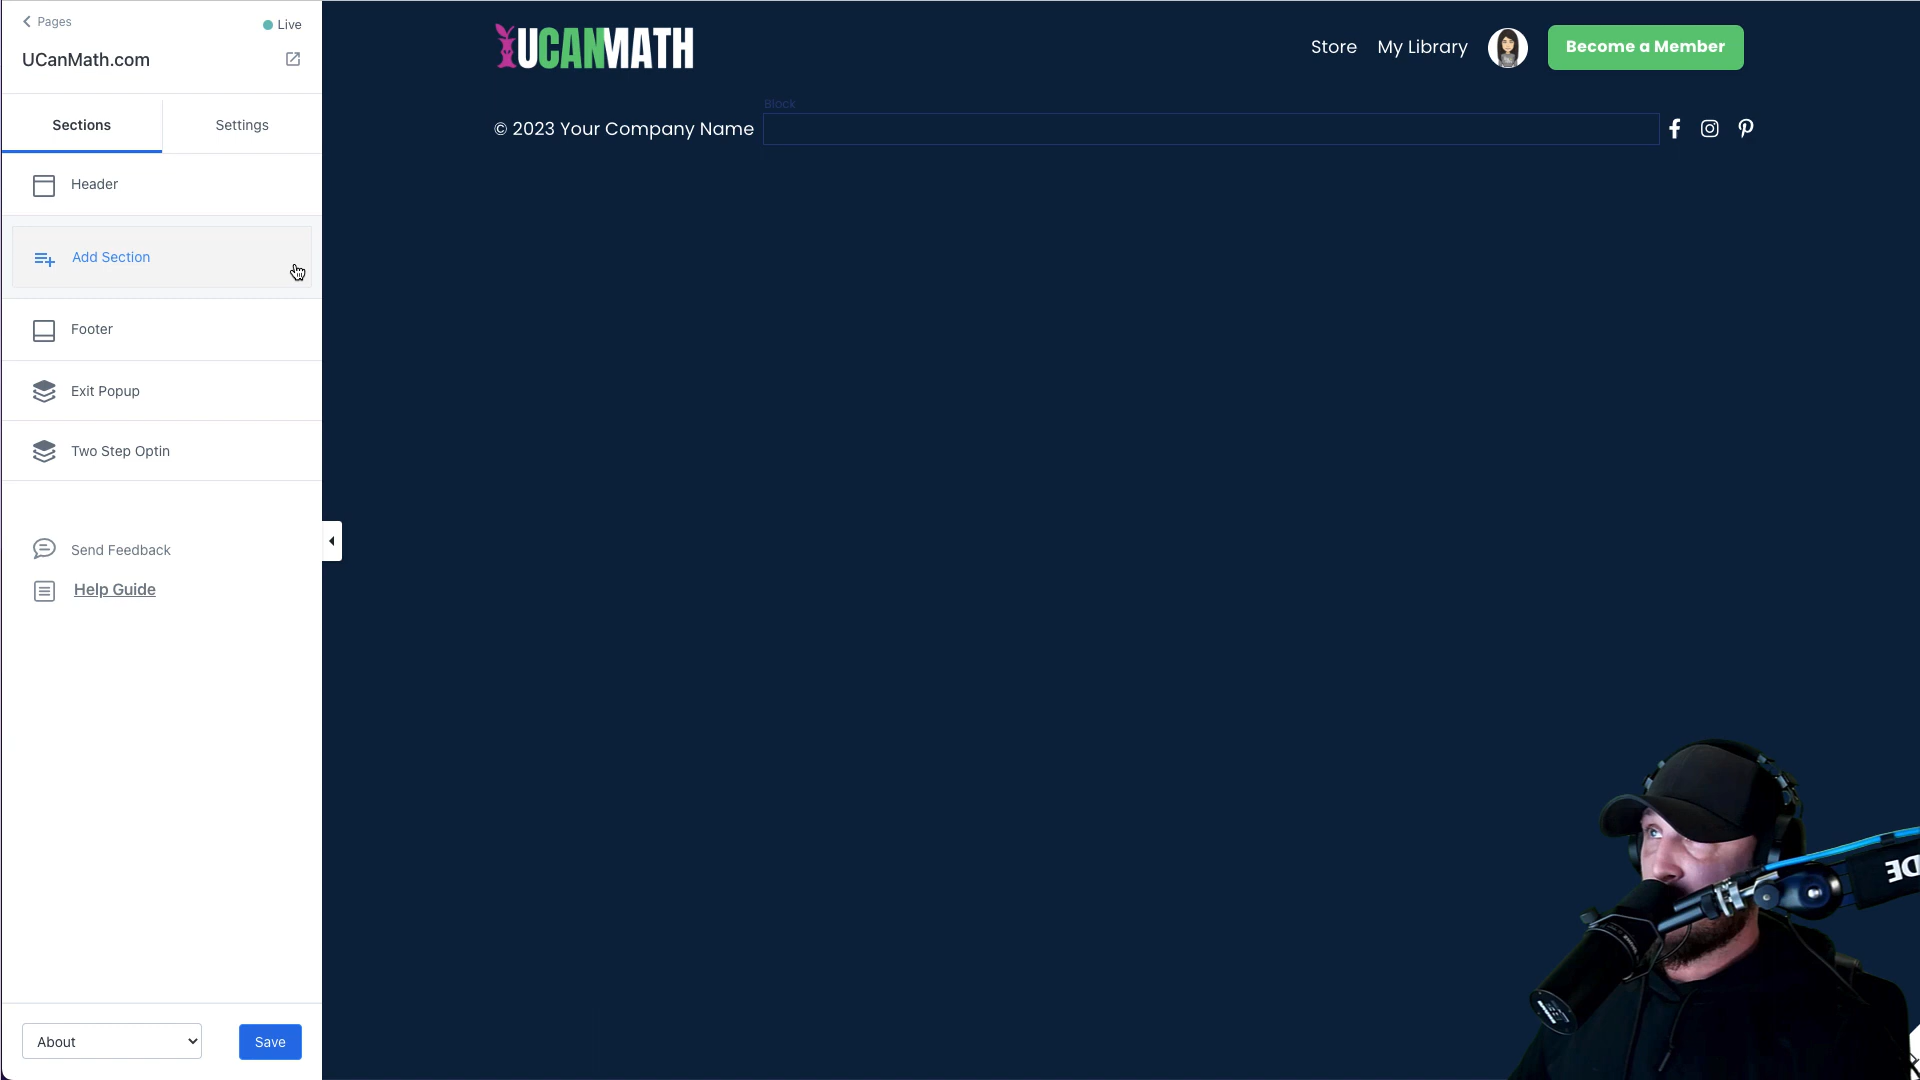 Pages
Live
UCanMath.com
Sections
Settings
Header
Add Section
Footer
Exit Popup
Two Step Optin
Send Feedback
Help Guide
About
Save
UCANMATH
Store
My Library
Become a Member
Block
© 2023 Your Company Name